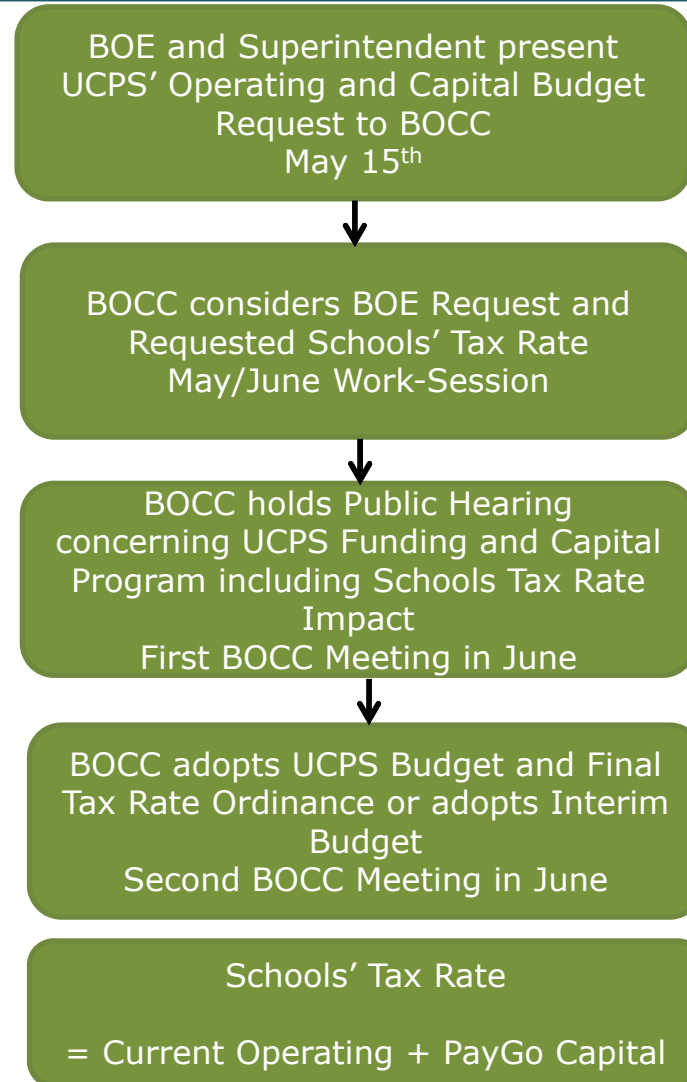 BOE and Superintendent present
UCPS’ Operating and Capital Budget
Request to BOCC
May 15th
BOCC considers BOE Request and
Requested Schools’ Tax Rate
May/June Work-Session
BOCC holds Public Hearing
concerning UCPS Funding and Capital
Program including Schools Tax Rate
Impact
First BOCC Meeting in June
BOCC adopts UCPS Budget and Final
Tax Rate Ordinance or adopts Interim
Budget
Second BOCC Meeting in June
Schools’ Tax Rate
= Current Operating + PayGo Capital